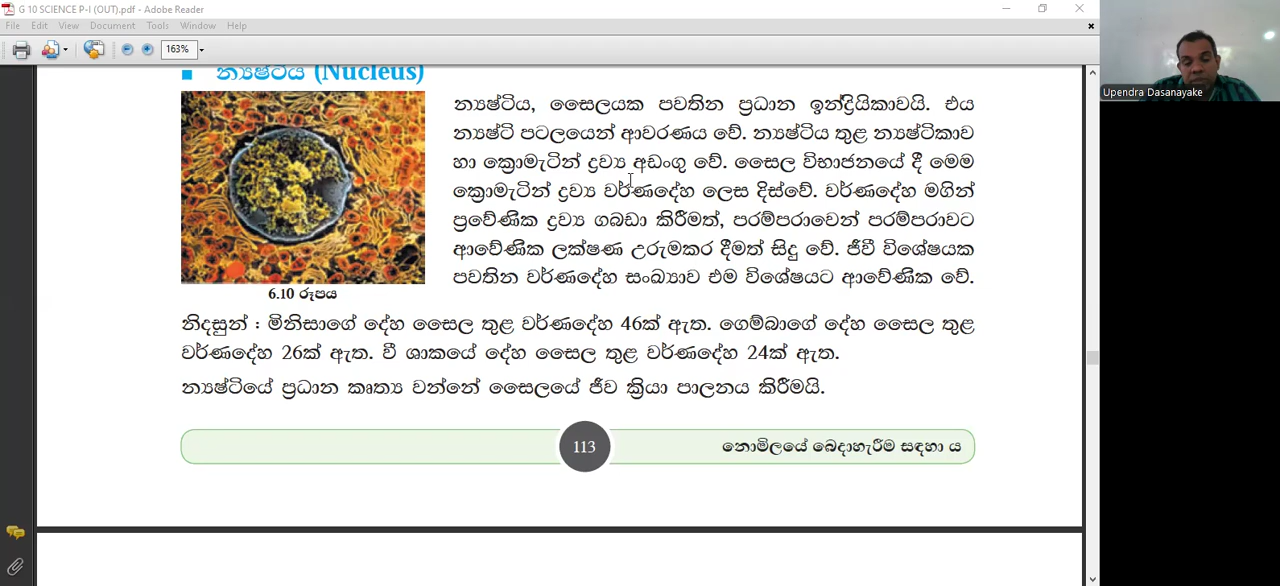 G 10 SCIENCE P-I (OUT).pdf - Adobe Reader
File Edit View Document Tools Window Help
163%
න්‍යෂ්ටිය (Nucleus)
න්‍යෂ්ටිය, සෛලයක පවතින ප්‍රධාන ඉන්ද්‍රියිකාවයි. එය
න්‍යෂ්ටි පටලයෙන් ආවරණය වේ. න්‍යෂ්ටිය තුළ න්‍යෂ්ටිකාව
හා ක්‍රොමැටින් ද්‍රව්‍ය අඩංගු වේ. සෛල විභාජනයේ දී මෙම
ක්‍රොමැටින් ද්‍රව්‍ය වර්ණදේහ ලෙස දිස්වේ. වර්ණදේහ මගින්
ප්‍රවේණික ද්‍රව්‍ය ගබඩා කිරීමත්, පරම්පරාවෙන් පරම්පරාවට
ආවේණික ලක්ෂණ උරුමකර දීමත් සිදු වේ. ජීවී විශේෂයක
පවතින වර්ණදේහ සංඛ්‍යාව එම විශේෂයට ආවේණික වේ.
6.10 රූපය
නිදසුන් : මිනිසාගේ දේහ සෛල තුළ වර්ණදේහ 46ක් ඇත. ගෙම්බාගේ දේහ සෛල තුළ
වර්ණදේහ 26ක් ඇත. වී ශාකයේ දේහ සෛල තුළ වර්ණදේහ 24ක් ඇත.
න්‍යෂ්ටියේ ප්‍රධාන කෘත්‍ය වන්නේ සෛලයේ ජීව ක්‍රියා පාලනය කිරීමයි.
113
නොමිලයේ බෙදාහැරීම සඳහා ය
Upendra Dasanayake